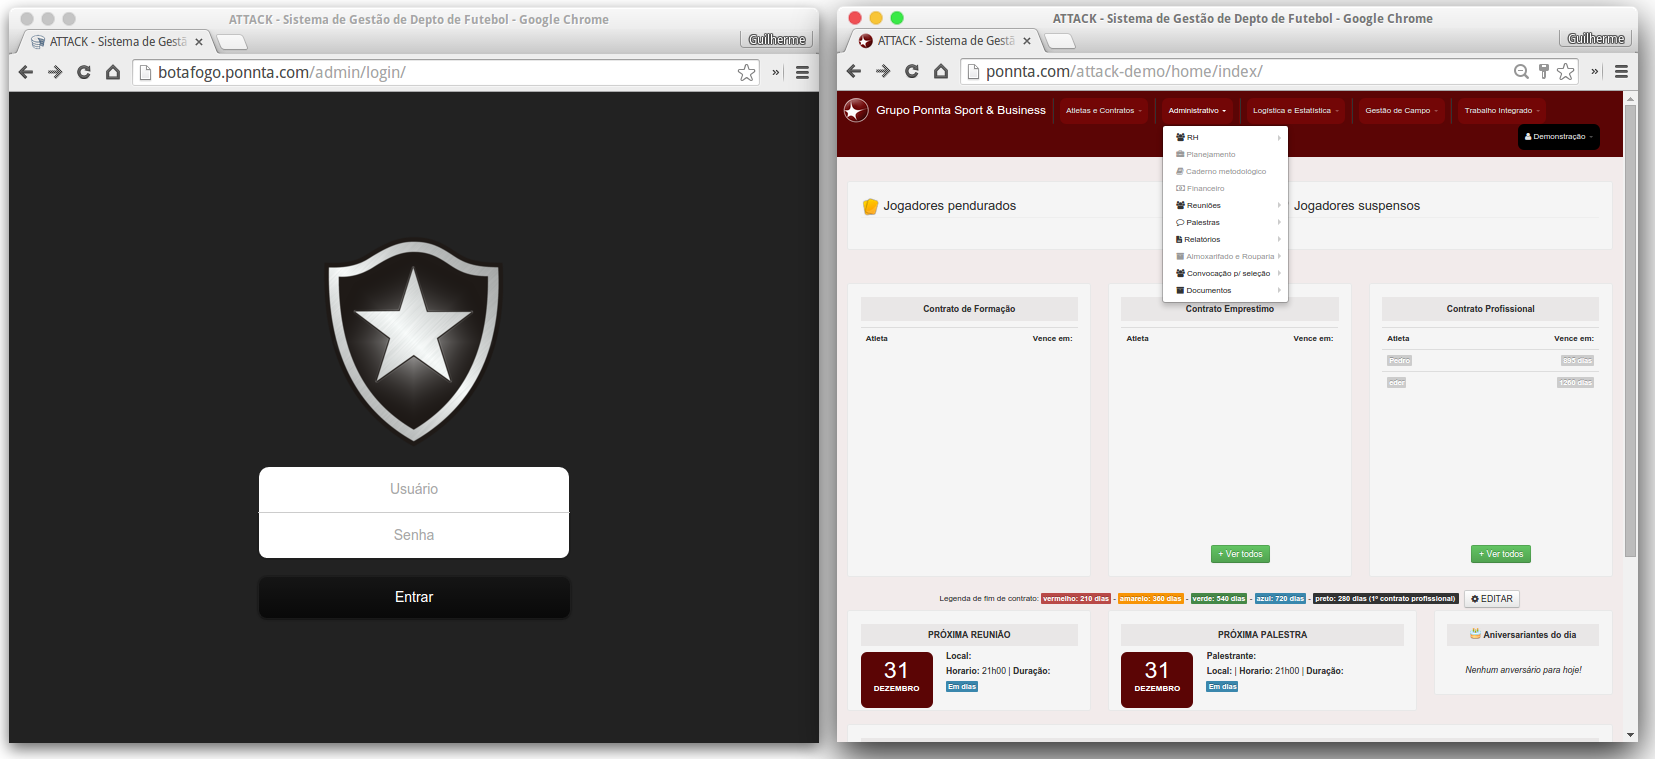 ATTACK - Sistema de Gestão de Depto de Futebol - Google Chrome
ATTACK - Sistema de Gestã
Guilherme
botafogo.ponnta.com/admin/login/
Usuário
Senha
Entrar
ATTACK - Sistema de Gestão de Depto de Futebol - Google Chrome
ATTACK - Sistema de Gestã
Guilherme
ponnta.com/attack-demo/home/index/
Grupo Ponnta Sport & Business
Atletas e Contratos
Administrativo
Logística e Estatística
Gestão de Campo
Trabalho Integrado
Demonstração
RH
Planejamento
Caderno metodológico
Financeiro
Reuniões
Palestras
Relatórios
Almoxarifado e Rouparia
Convocação p/ seleção
Documentos
Jogadores pendurados
Jogadores suspensos
Contrato de Formação
Atleta Vence em:
Contrato Emprestimo
Atleta Vence em:
+ Ver todos
Contrato Profissional
Atleta Vence em:
Pedro 895 dias
eder 1260 dias
+ Ver todos
Legenda de fim de contrato: vermelho: 210 dias - amarelo: 360 dias - verde: 540 dias - azul: 720 dias - preto: 280 dias (1º contrato profissional) EDITAR
PRÓXIMA REUNIÃO
31
DEZEMBRO
Local:
Horario: 21h00 | Duração:
Em dias
PRÓXIMA PALESTRA
31
DEZEMBRO
Palestrante:
Local: | Horario: 21h00 | Duração:
Em dias
Aniversariantes do dia
Nenhum anversário para hoje!